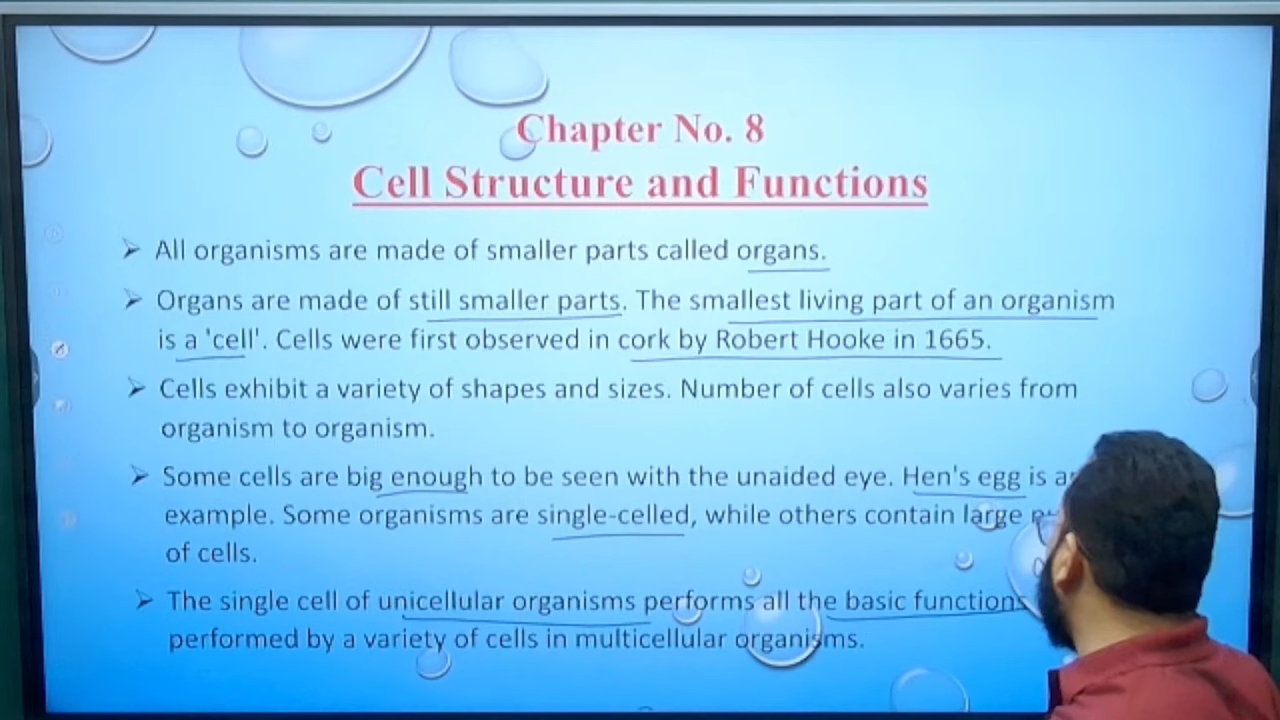 Chapter No. 8
Cell Structure and Functions
➢ All organisms are made of smaller parts called organs.
➢ Organs are made of still smaller parts. The smallest living part of an organism
is a 'cell'. Cells were first observed in cork by Robert Hooke in 1665.
➢ Cells exhibit a variety of shapes and sizes. Number of cells also varies from
organism to organism.
➢ Some cells are big enough to be seen with the unaided eye. Hen's egg is
example. Some organisms are single-celled, while others contain large
of cells.
➢ The single cell of unicellular organisms performs all the basic functions
performed by a variety of cells in multicellular organisms.